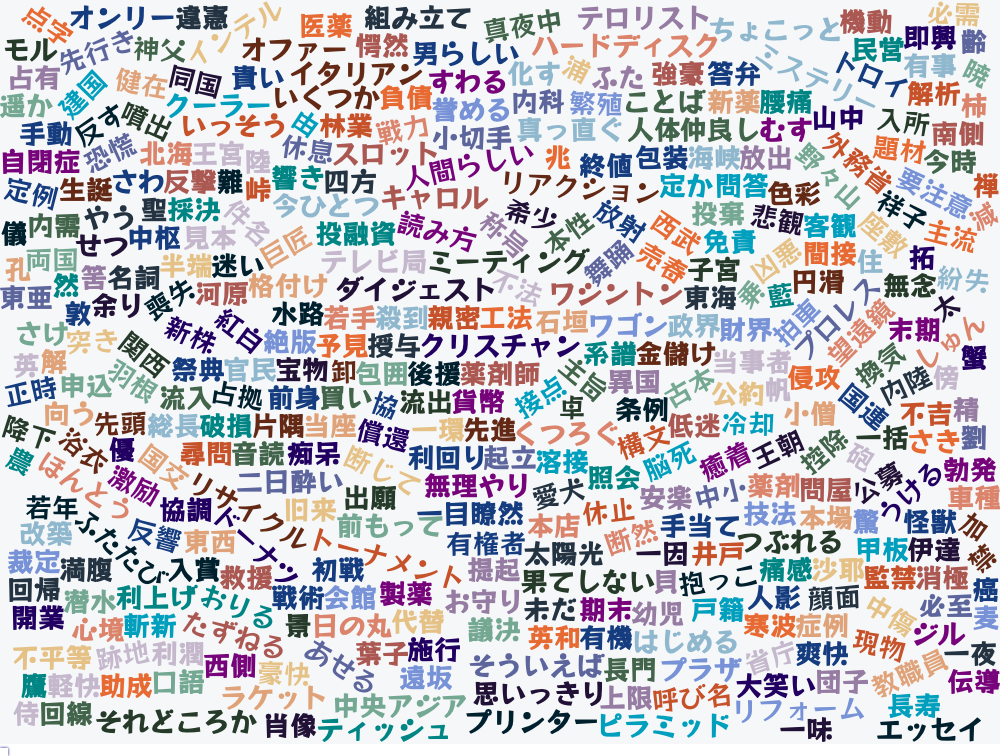 点字 オンリー 違憲 インテル 医薬 組み立て 真夜中 テロリスト ちょこっと 機動 必需
モル 先行き 神父 オファー 愕然 男らしい ハードディスク ミステリー 民営 即興 齢
占有 建国 健在 同国 貴い イタリアン すわる 化す 浦 ふた 強豪 答弁 トロイ 有事 暁
遥か 反す 噴出 クーラー いくつか 負債 誉める 内科 繁殖 ことば 新薬 腰痛 解析 柿
手動 恐慌 いっそう 由 林業 戦力 小切手 真っ直ぐ 人体 仲良し むす 山中 入所 南側
自閉症 北海 王宮 陸 休息 スロット 人間らしい 兆 終値 包装 海峡 放出 野々山 外務省 題材 今時
定例 生誕 さわ 反撃 難 峠 響き 四方 キャロル リアクション 定か 問答 色彩 要注意 禅
儀 内需 やう 聖 採決 件名 今ひとつ 読み方 称号 希少 本性 放射 西武 投棄 悲観 客観 座敷 祥子 主流 減
せつ 中枢 見本 巨匠 投融資 舞踊 売春 免責 凶悪 間接 住 拓
孔 両国 然 筈 名詞 半端 迷い テレビ局 ミーティング 不法 子宮 円滑 無念 紛失
東亜 敦 余り 喪失 河原 格付け ダイジェスト ワシントン 東海 乗 藍 プロレス 太
さけ 突き 新株 紅白 水路 若手 殺到 親密 工法 石垣 ワゴン 政界 財界 拍車 望遠鏡 末期 しゅん
英 解 関西 絶版 予見 授与 クリスチャン 系譜 金儲け 当事者 換気 蟹
正時 申込 羽根 祭典 官民 宝物 卸 包囲 後援 薬剤師 接点 主局 異国 古本 公約 帆 侵攻 国連 内陸 傍
向う 先頭 流入 占拠 前身 買い 協 流出 貨幣 卓 条例 小僧 不吉 精
降下 浴衣 総長 破損 片隅 当座 償還 一環 先進 くつろぐ 構文 低迷 冷却 控除 一括 さき 劉
農 優 国交 尋問 音読 痴呆 断じて 利回り 起立 溶接 脳死 癒着 王朝 砲
ほんとう 激励 リサイクル 二日酔い 出願 無理やり 愛犬 照会 安楽 中小 薬剤 問屋 公募 うける 勃発
若年 ふたたび 協調 イーメン 旧来 前もって 一目瞭然 本店 休止 手当て 技法 本場 驚 怪獣 車種
改築 反響 東西 トーナメント 有権者 太陽光 断然 一因 井戸 つぶれる 甲板 伊達 加算
裁定 満腹 入賞 救援 初戦 提起 果てしない 貝 抱っこ 痛感 沙耶 監禁 消極
回帰 潜水 利上げ おりる 戦術 会館 製薬 お守り 未だ 期末 幼児 戸籍 人影 顔面 中傷 必至 癌
開業 心境 斬新 たずねる 景 日の丸 代替 議決 英和 有機 はじめる 寒波 症例 ジル 麦
不平等 跡地 利潤 西側 豪快 あせる 葉子 施行 遠坂 そういえば 長門 プラザ 省庁 爽快 現物 教職員 一夜
鷹 軽快 助成 口語 ラケット 中央アジア 思いっきり 上限 呼び名 大笑い 団子 伝導
侍 回線 それどころか 肖像 ティッシュ プリンター ピラミッド リフォーム 一味 長寿 エッセイ